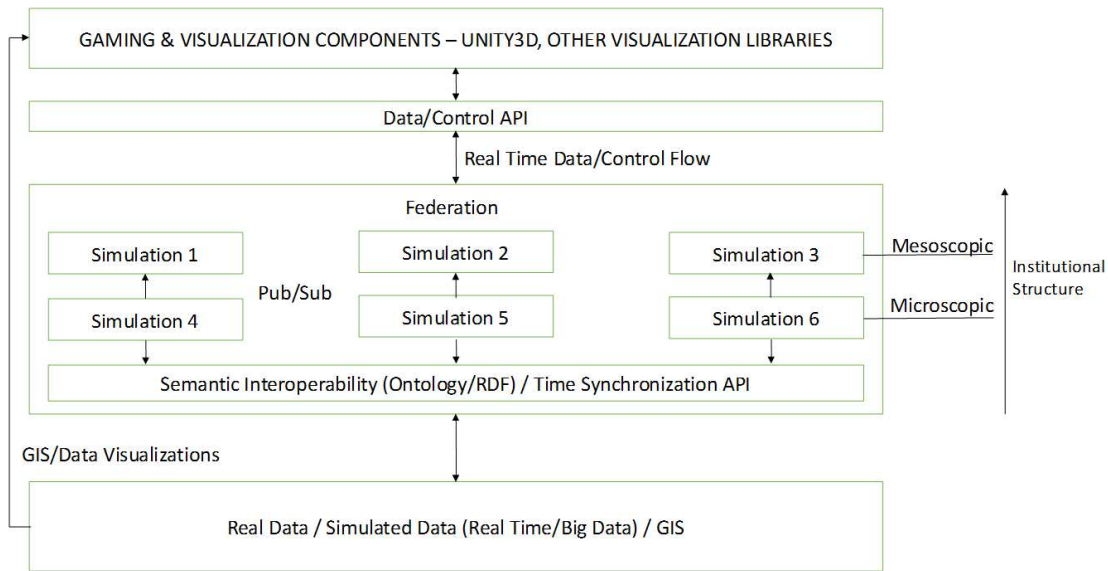 GAMING & VISUALIZATION COMPONENTS – UNITY3D, OTHER VISUALIZATION LIBRARIES
Data/Control API
Real Time Data/Control Flow
Federation
Simulation 1
Simulation 2
Simulation 3
Mesoscopic
Pub/Sub
Institutional
Structure
Simulation 4
Simulation 5
Simulation 6
Microscopic
Semantic Interoperability (Ontology/RDF) / Time Synchronization API
GIS/Data Visualizations
Real Data / Simulated Data (Real Time/Big Data) / GIS